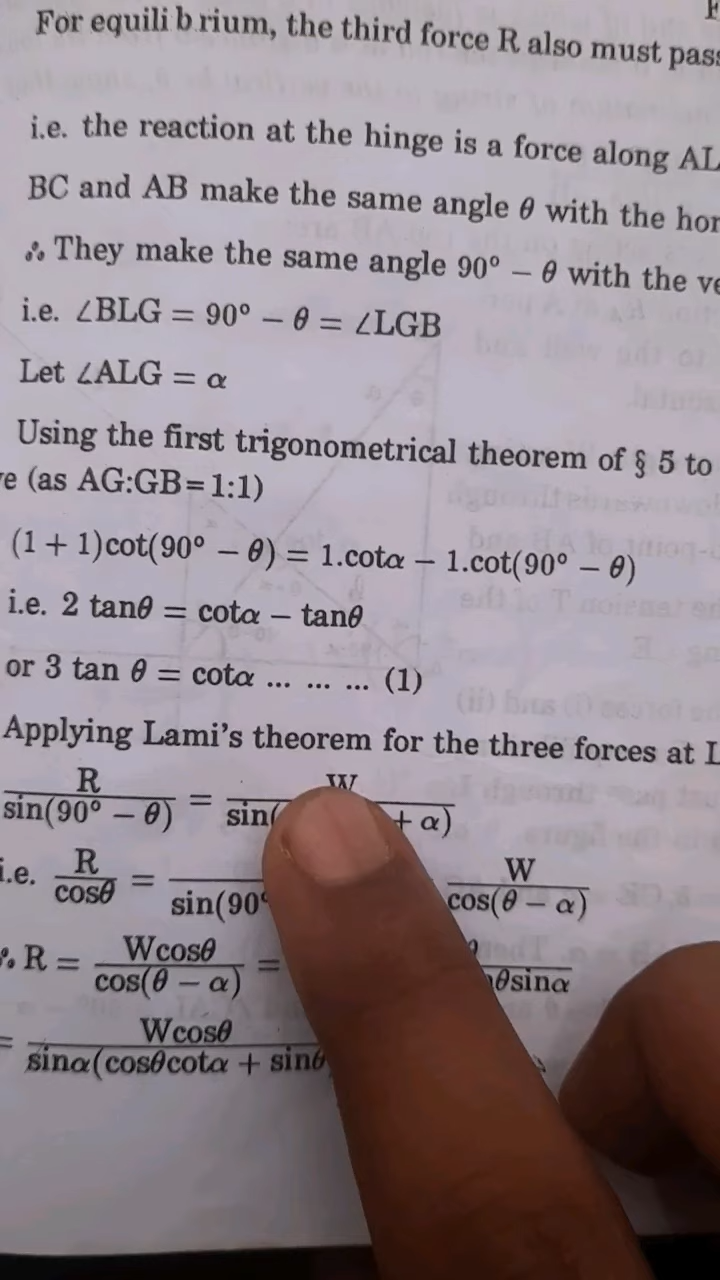 For equili b rium, the third force R also must pass
i.e. the reaction at the hinge is a force along AL
BC and AB make the same angle θ with the hor
∴ They make the same angle 90° − θ with the ve
i.e. ∠BLG = 90° − θ = ∠LGB
Let ∠ALG = α
Using the first trigonometrical theorem of § 5 to
e (as AG:GB=1:1)
(1 + 1)cot(90° − θ) = 1.cotα − 1.cot(90° − θ)
i.e. 2 tanθ = cotα − tanθ
or 3 tan θ = cotα ... ... ... (1)
Applying Lami's theorem for the three forces at L
R/sin(90° − θ) = W/sin( + α)
i.e. R/cosθ = sin(90° W/cos(θ − α)
∴ R = Wcosθ/cos(θ − α) = θsinα
= Wcosθ/sinα(cosθcotα + sinθ